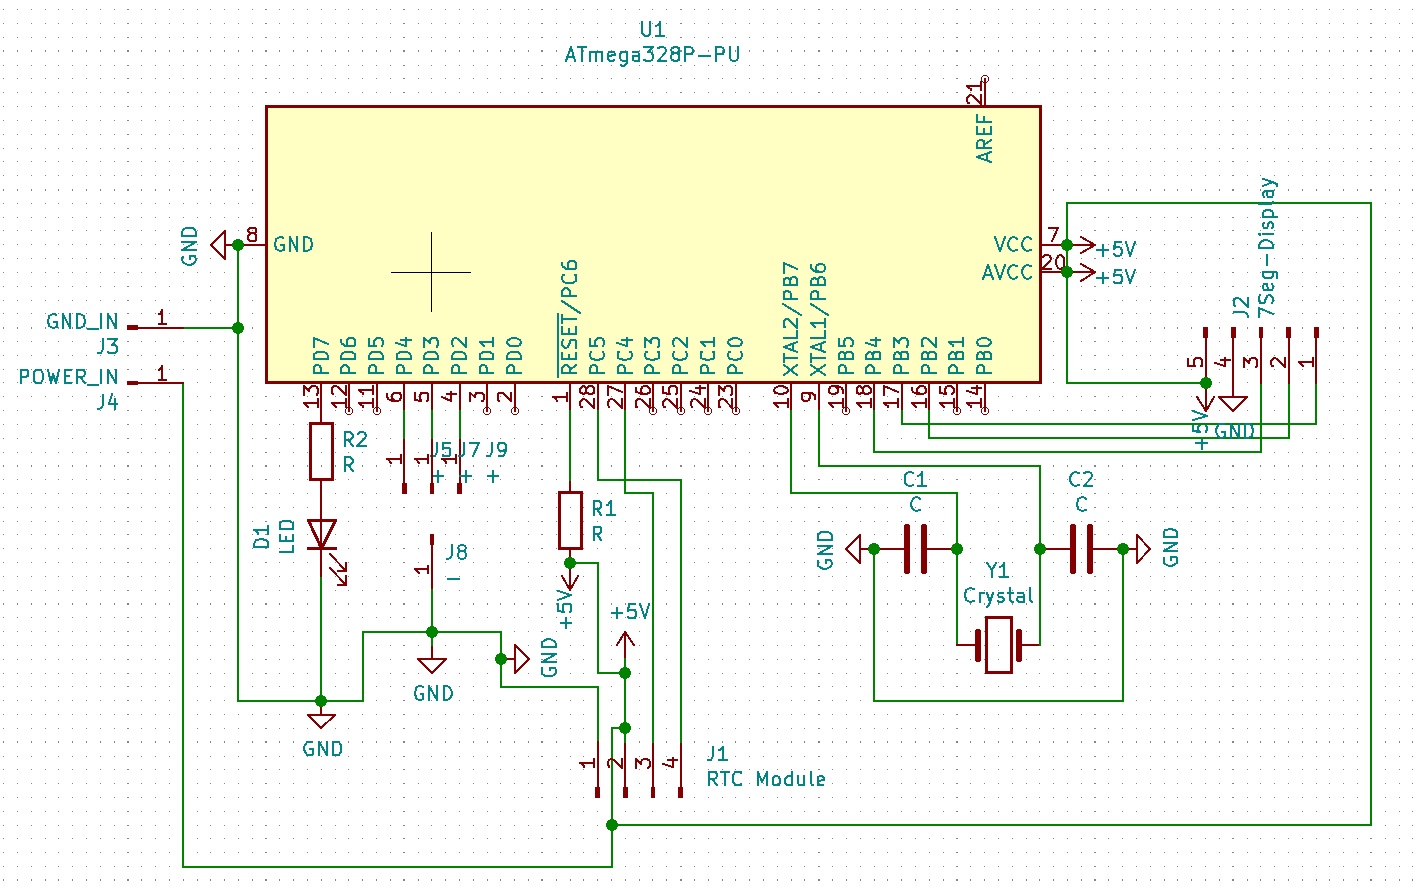 U1
ATmega328P-PU
21
AREF
GND
8
GND
VCC
7
+5V
AVCC
20
+5V
GND_IN
1
J3
POWER_IN
1
J4
PD7
PD6
PD5
PD4
PD3
PD2
PD1
PD0
RESET/PC6
PC5
PC4
PC3
PC2
PC1
PC0
XTAL2/PB7
XTAL1/PB6
PB5
PB4
PB3
PB2
PB1
PB0
13
12
11
6
5
4
3
2
1
28
27
26
25
24
23
10
9
19
18
17
16
15
14
J2
7Seg-Display
5
4
3
2
1
+5V
GND
R2
R
1
1
1
J5
J7
J9
+
+
+
D1
LED
J8
1
-
R1
R
+5V
+5V
GND
GND
GND
C1
C
C2
C
GND
GND
Y1
Crystal
1
2
3
4
J1
RTC Module